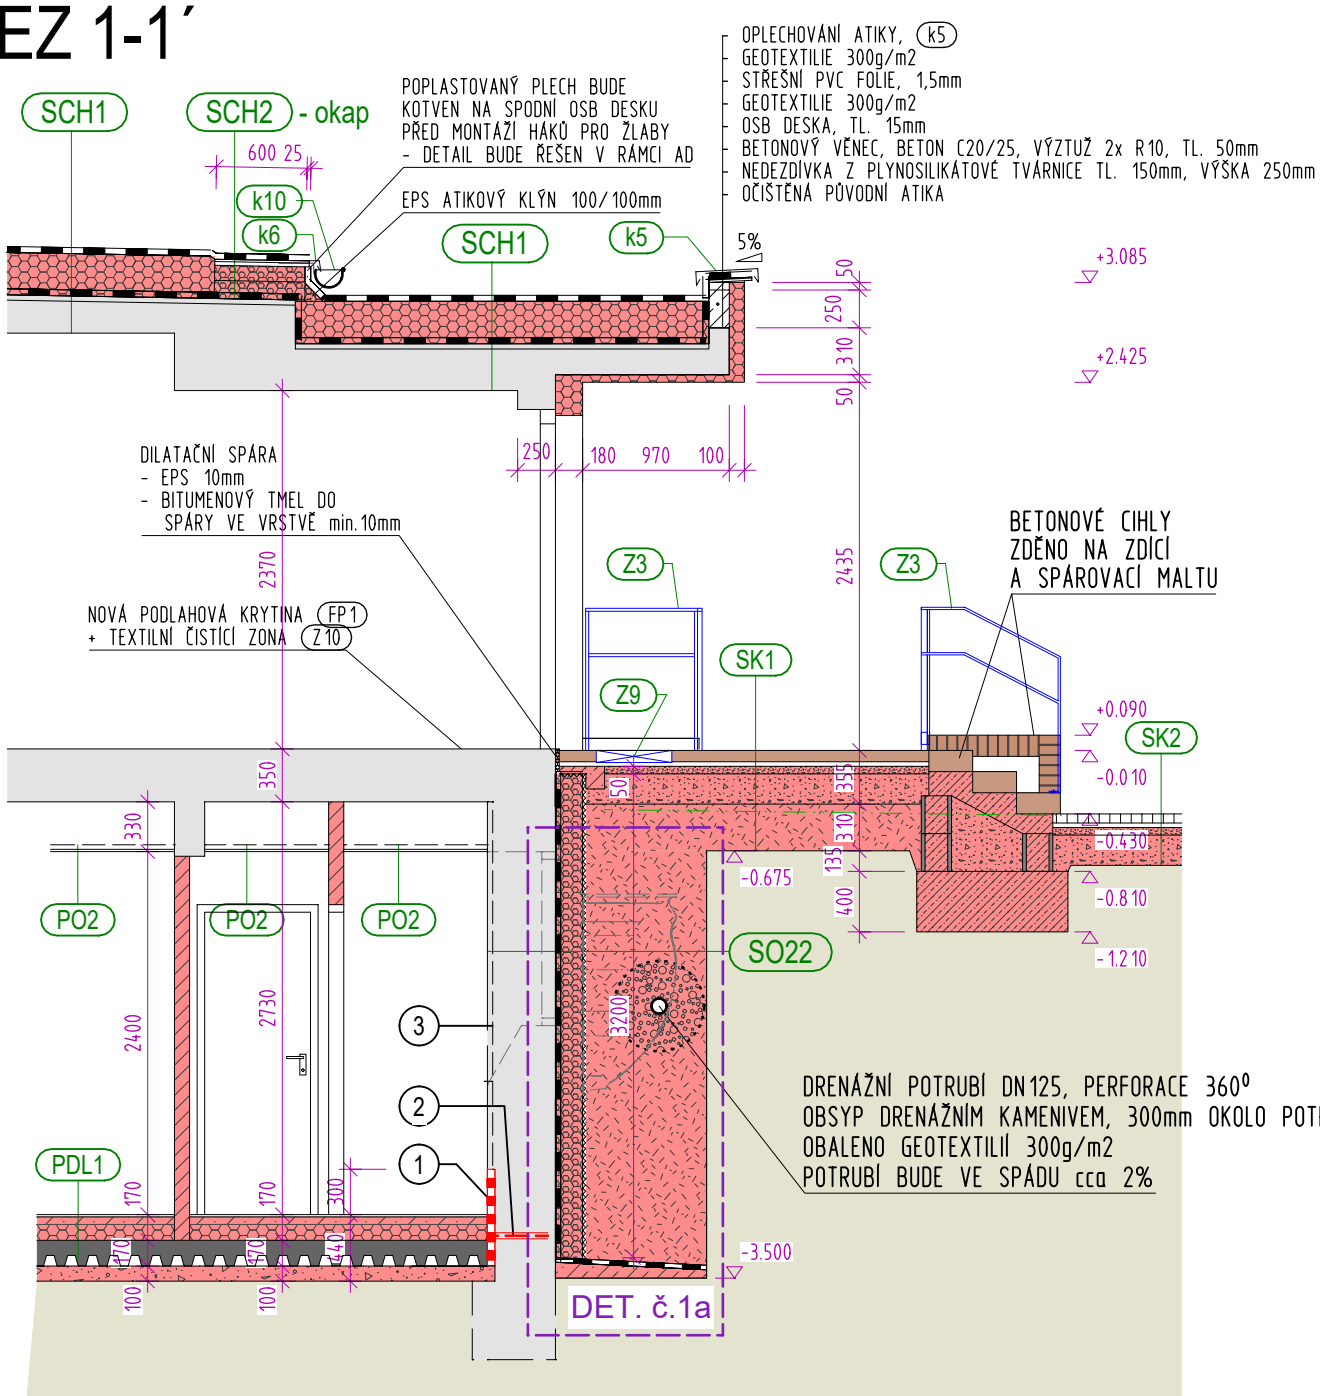 EZ 1-1´
SCH1
SCH2 - okap
600 25
k10
k6
POPLASTOVANÝ PLECH BUDE
KOTVEN NA SPODNÍ OSB DESKU
PŘED MONTÁŽÍ HÁKŮ PRO ŽLABY
- DETAIL BUDE ŘEŠEN V RÁMCI AD
EPS ATIKOVÝ KLÝN 100/100mm
OPLECHOVÁNÍ ATIKY, k5
GEOTEXTILIE 300g/m2
STŘEŠNÍ PVC FOLIE, 1,5mm
GEOTEXTILIE 300g/m2
OSB DESKA, TL. 15mm
BETONOVÝ VĚNEC, BETON C20/25, VÝZTUŽ 2x R10, TL. 50mm
NEDEZDÍVKA Z PLYNOSILIKÁTOVÉ TVÁRNICE TL. 150mm, VÝŠKA 250mm
OČIŠTĚNÁ PŮVODNÍ ATIKA
SCH1
k5
5%
+3.085
50
250
310
50
+2.425
250
180
970
100
DILATAČNÍ SPÁRA
- EPS 10mm
- BITUMENOVÝ TMEL DO
SPÁRY VE VRSTVĚ min.10mm
2370
2435
BETONOVÉ CIHLY
ZDĚNO NA ZDÍCÍ
A SPÁROVACÍ MALTU
Z3
Z3
NOVÁ PODLAHOVÁ KRYTINA FP1
+ TEXTILNÍ ČISTÍCÍ ZONA Z10
SK1
Z9
+0.090
SK2
-0.010
350
50
355
330
310
-0.430
135
-0.675
-0.810
400
PO2
PO2
PO2
SO22
-1.210
2400
2730
3200
3
2
1
DRENÁŽNÍ POTRUBÍ DN125, PERFORACE 360⁰
OBSYP DRENÁŽNÍM KAMENIVEM, 300mm OKOLO
OBALENO GEOTEXTILIÍ 300g/m2
POTRUBÍ BUDE VE SPÁDU cca 2%
PDL1
170
170
300
170
170
440
-3.500
100
100
DET. č.1a